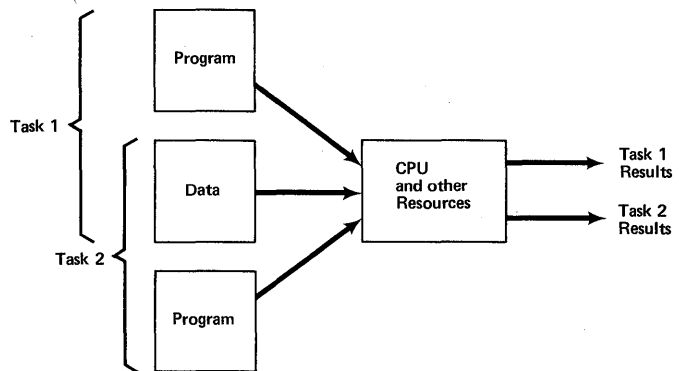 Program
Task 1
Data
CPU
and other
Resources
Task 1
Results
Task 2
Results
Task 2
Program